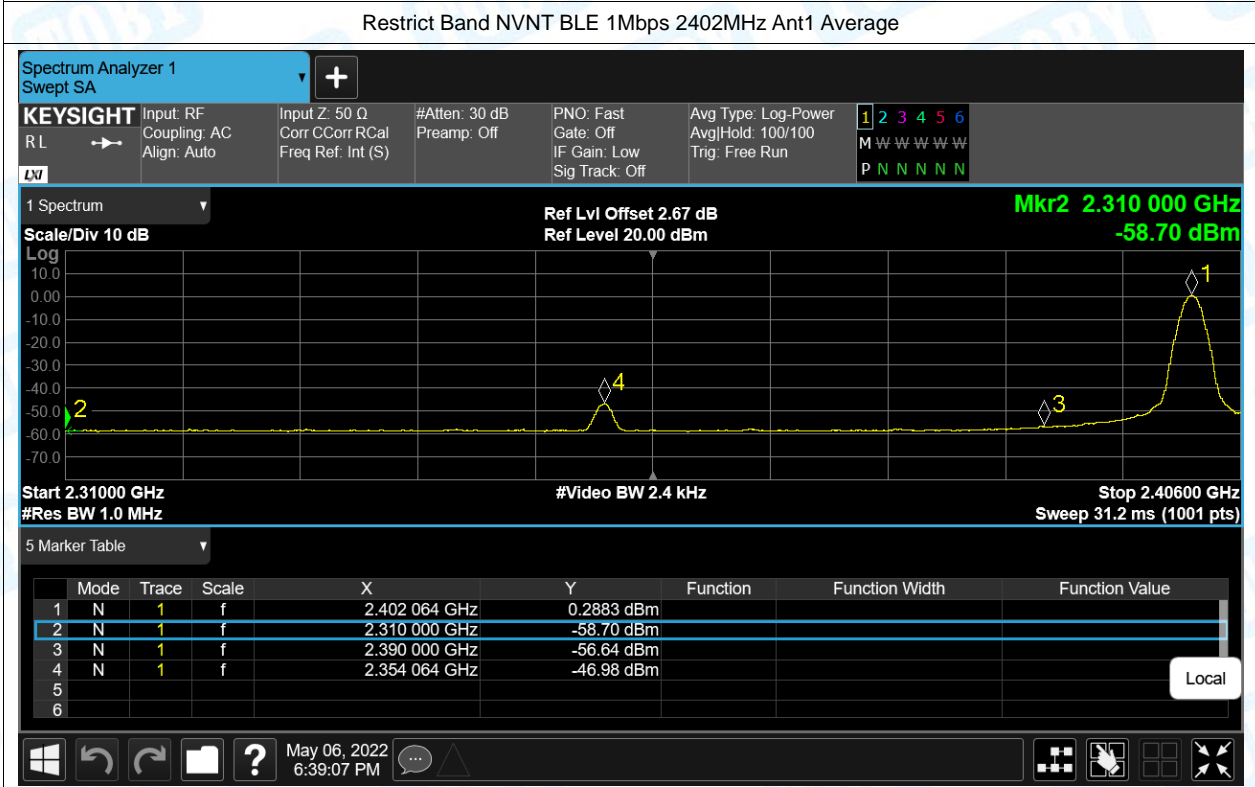 Restrict Band NVNT BLE 1Mbps 2402MHz Ant1 Average
Spectrum Analyzer 1
Swept SA
KEYSIGHT
R L
LXI
Input: RF
Coupling: AC
Align: Auto
Input Z: 50 Ω
Corr CCorr RCal
Freq Ref: Int (S)
#Atten: 30 dB
Preamp: Off
PNO: Fast
Gate: Off
IF Gain: Low
Sig Track: Off
Avg Type: Log-Power
Avg|Hold: 100/100
Trig: Free Run
1 2 3 4 5 6
M W W W W W
P N N N N N
1 Spectrum
Scale/Div 10 dB
Ref Lvl Offset 2.67 dB
Ref Level 20.00 dBm
Mkr2 2.310 000 GHz
-58.70 dBm
Log
10.0
0.00
-10.0
-20.0
-30.0
-40.0
-50.0
-60.0
-70.0
1
2
3
4
Start 2.31000 GHz
#Video BW 2.4 kHz
Stop 2.40600 GHz
#Res BW 1.0 MHz
Sweep 31.2 ms (1001 pts)
5 Marker Table
Mode Trace Scale X Y Function Function Width Function Value
1 N 1 f 2.402 064 GHz 0.2883 dBm
2 N 1 f 2.310 000 GHz -58.70 dBm
3 N 1 f 2.390 000 GHz -56.64 dBm
4 N 1 f 2.354 064 GHz -46.98 dBm
5
6
Local
?
May 06, 2022
6:39:07 PM